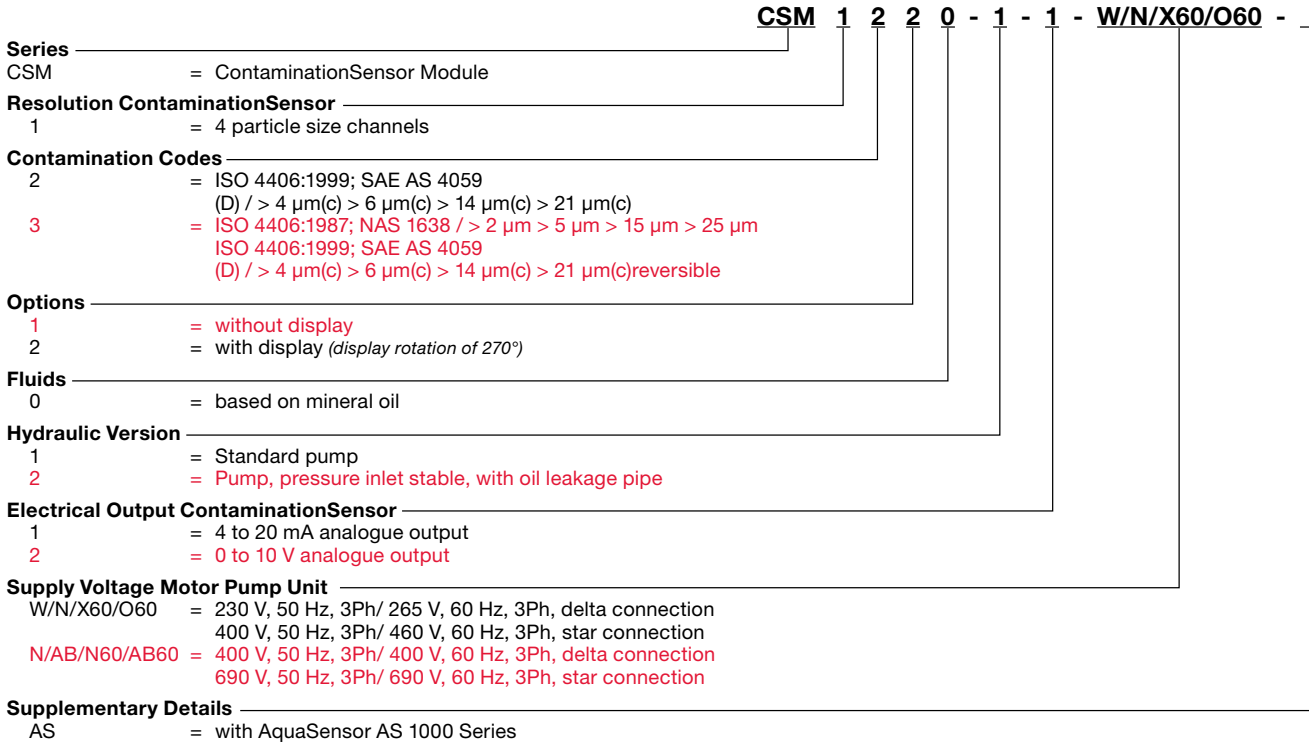 CSM 1 2 2 0 - 1 - 1 - W/N/X60/O60 - _
Series
CSM = ContaminationSensor Module
Resolution ContaminationSensor
1 = 4 particle size channels
Contamination Codes
2 = ISO 4406:1999; SAE AS 4059
(D) / > 4 µm(c) > 6 µm(c) > 14 µm(c) > 21 µm(c)
3 = ISO 4406:1987; NAS 1638 / > 2 µm > 5 µm > 15 µm > 25 µm
ISO 4406:1999; SAE AS 4059
(D) / > 4 µm(c) > 6 µm(c) > 14 µm(c) > 21 µm(c)reversible
Options
1 = without display
2 = with display (display rotation of 270°)
Fluids
0 = based on mineral oil
Hydraulic Version
1 = Standard pump
2 = Pump, pressure inlet stable, with oil leakage pipe
Electrical Output ContaminationSensor
1 = 4 to 20 mA analogue output
2 = 0 to 10 V analogue output
Supply Voltage Motor Pump Unit
W/N/X60/O60 = 230 V, 50 Hz, 3Ph/ 265 V, 60 Hz, 3Ph, delta connection
400 V, 50 Hz, 3Ph/ 460 V, 60 Hz, 3Ph, star connection
N/AB/N60/AB60 = 400 V, 50 Hz, 3Ph/ 400 V, 60 Hz, 3Ph, delta connection
690 V, 50 Hz, 3Ph/ 690 V, 60 Hz, 3Ph, star connection
Supplementary Details
AS = with AquaSensor AS 1000 Series